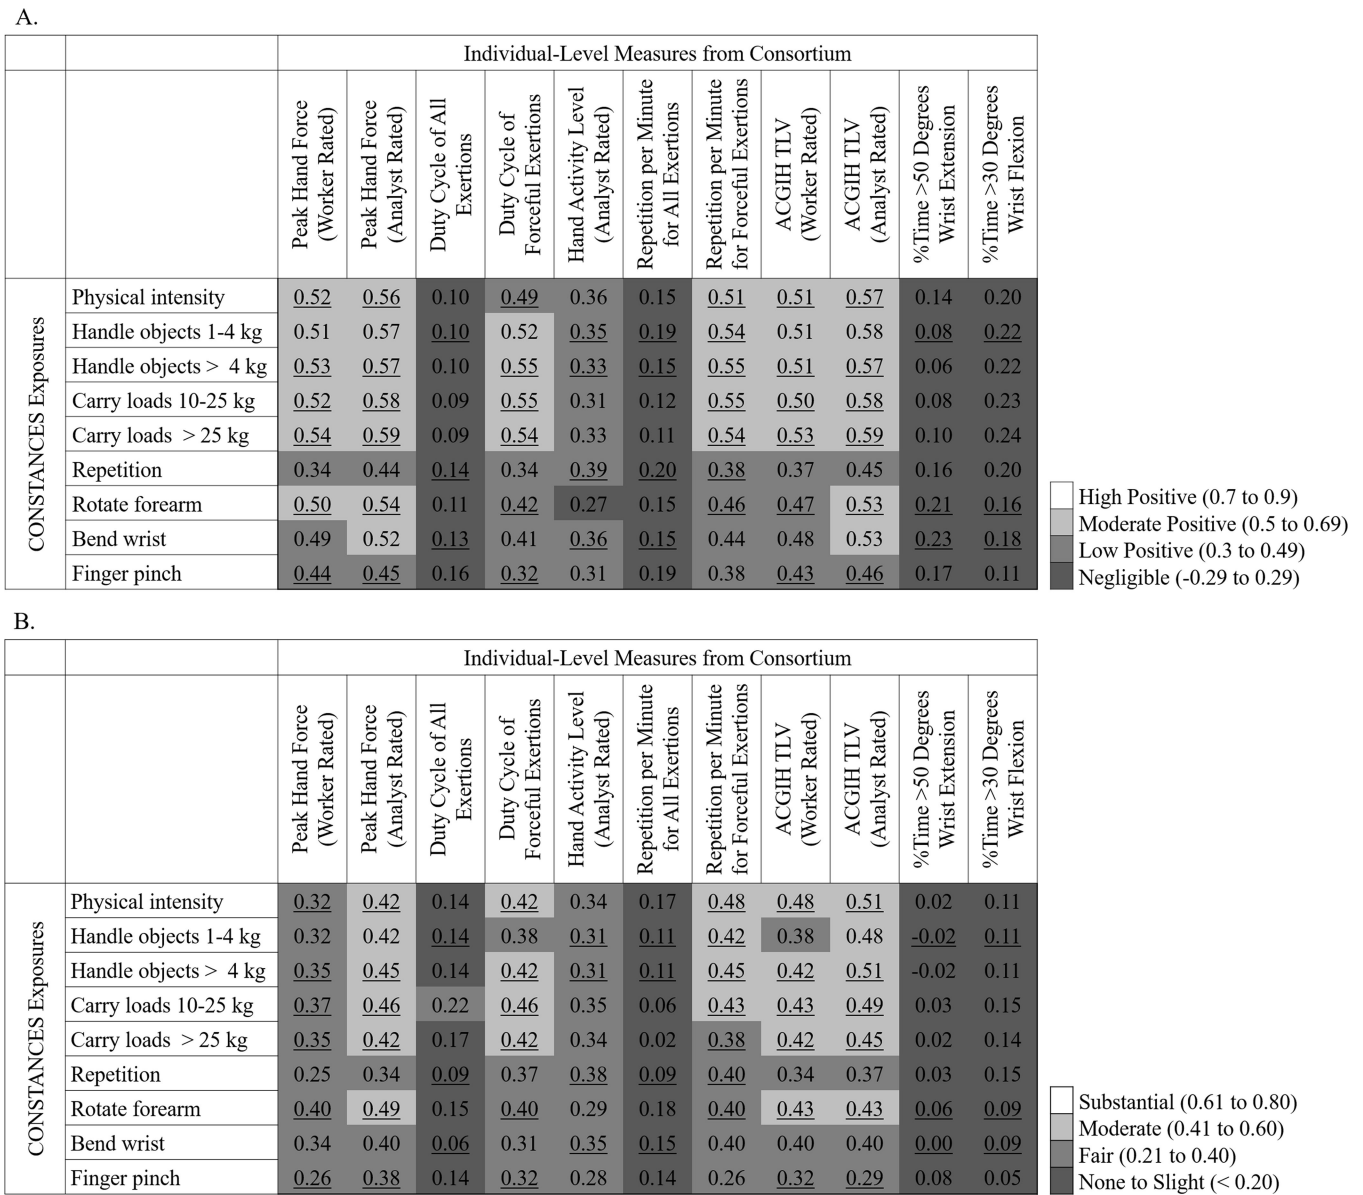 A.
Individual-Level Measures from Consortium
Peak Hand Force
(Worker Rated)
Peak Hand Force
(Analyst Rated)
Duty Cycle of All
Exertions
Duty Cycle of
Forceful Exertions
Hand Activity Level
(Analyst Rated)
Repetition per Minute
for All Exertions
Repetition per Minute
for Forceful Exertions
ACGIH TLV
(Worker Rated)
ACGIH TLV
(Analyst Rated)
%Time >50 Degrees
Wrist Extension
%Time >30 Degrees
Wrist Flexion
CONSTANCES Exposures
Physical intensity 0.52 0.56 0.10 0.49 0.36 0.15 0.51 0.51 0.57 0.14 0.20
Handle objects 1-4 kg 0.51 0.57 0.10 0.52 0.35 0.19 0.54 0.51 0.58 0.08 0.22
Handle objects > 4 kg 0.53 0.57 0.10 0.55 0.33 0.15 0.55 0.51 0.57 0.06 0.22
Carry loads 10-25 kg 0.52 0.58 0.09 0.55 0.31 0.12 0.55 0.50 0.58 0.08 0.23
Carry loads > 25 kg 0.54 0.59 0.09 0.54 0.33 0.11 0.54 0.53 0.59 0.10 0.24
Repetition 0.34 0.44 0.14 0.34 0.39 0.20 0.38 0.37 0.45 0.16 0.20
Rotate forearm 0.50 0.54 0.11 0.42 0.27 0.15 0.46 0.47 0.53 0.21 0.16
Bend wrist 0.49 0.52 0.13 0.41 0.36 0.15 0.44 0.48 0.53 0.23 0.18
Finger pinch 0.44 0.45 0.16 0.32 0.31 0.19 0.38 0.43 0.46 0.17 0.11
High Positive (0.7 to 0.9)
Moderate Positive (0.5 to 0.69)
Low Positive (0.3 to 0.49)
Negligible (-0.29 to 0.29)
B.
Individual-Level Measures from Consortium
Peak Hand Force
(Worker Rated)
Peak Hand Force
(Analyst Rated)
Duty Cycle of All
Exertions
Duty Cycle of
Forceful Exertions
Hand Activity Level
(Analyst Rated)
Repetition per Minute
for All Exertions
Repetition per Minute
for Forceful Exertions
ACGIH TLV
(Worker Rated)
ACGIH TLV
(Analyst Rated)
%Time >50 Degrees
Wrist Extension
%Time >30 Degrees
Wrist Flexion
CONSTANCES Exposures
Physical intensity 0.32 0.42 0.14 0.42 0.34 0.17 0.48 0.48 0.51 0.02 0.11
Handle objects 1-4 kg 0.32 0.42 0.14 0.38 0.31 0.11 0.42 0.38 0.48 -0.02 0.11
Handle objects > 4 kg 0.35 0.45 0.14 0.42 0.31 0.11 0.45 0.42 0.51 -0.02 0.11
Carry loads 10-25 kg 0.37 0.46 0.22 0.46 0.35 0.06 0.43 0.43 0.49 0.03 0.15
Carry loads > 25 kg 0.35 0.42 0.17 0.42 0.34 0.02 0.38 0.42 0.45 0.02 0.14
Repetition 0.25 0.34 0.09 0.37 0.38 0.09 0.40 0.34 0.37 0.03 0.15
Rotate forearm 0.40 0.49 0.15 0.40 0.29 0.18 0.40 0.43 0.43 0.06 0.09
Bend wrist 0.34 0.40 0.06 0.31 0.35 0.15 0.40 0.40 0.40 0.00 0.09
Finger pinch 0.26 0.38 0.14 0.32 0.28 0.14 0.26 0.32 0.29 0.08 0.05
Substantial (0.61 to 0.80)
Moderate (0.41 to 0.60)
Fair (0.21 to 0.40)
None to Slight (< 0.20)